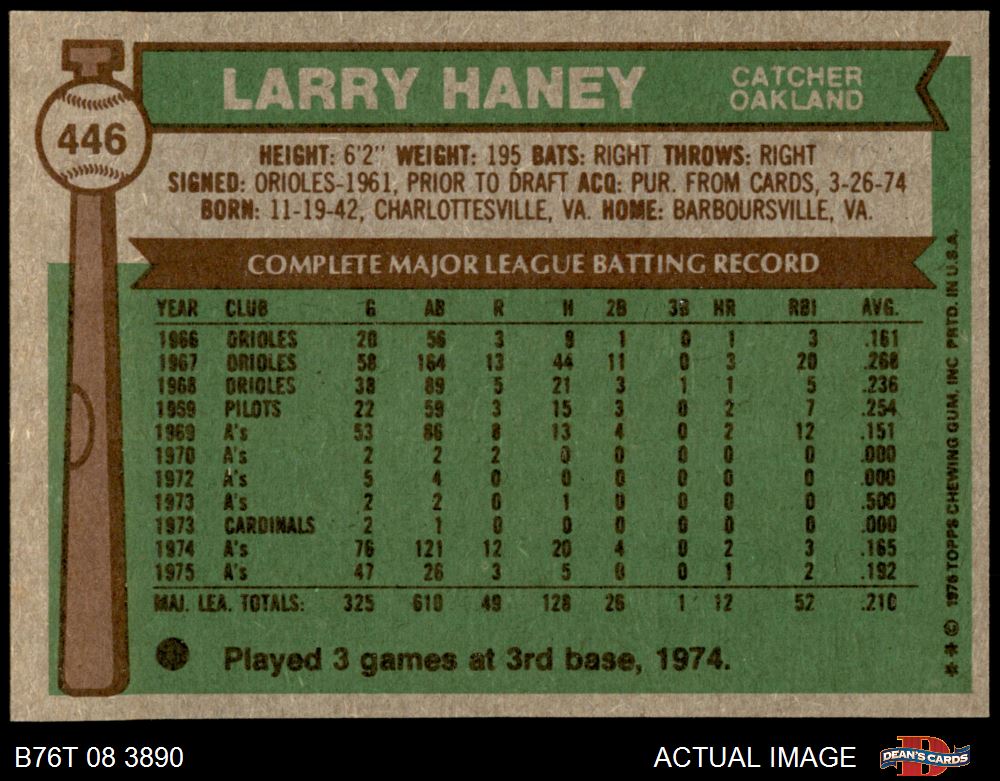 446
LARRY HANEY
CATCHER
OAKLAND
HEIGHT: 6'2" WEIGHT: 195 BATS: RIGHT THROWS: RIGHT
SIGNED: ORIOLES-1961, PRIOR TO DRAFT ACQ: PUR. FROM CARDS, 3-26-74
BORN: 11-19-42, CHARLOTTESVILLE, VA. HOME: BARBOURSVILLE, VA.
COMPLETE MAJOR LEAGUE BATTING RECORD
YEAR CLUB G AB R H 2B 3B HR RBI AVG.
1966 ORIOLES 20 56 3 9 1 0 1 3 .161
1967 ORIOLES 58 164 13 44 11 0 3 20 .268
1968 ORIOLES 38 89 5 21 3 1 1 5 .236
1969 PILOTS 22 59 3 15 3 0 2 7 .254
1969 A's 53 86 8 13 4 0 2 12 .151
1970 A's 2 2 2 0 0 0 0 0 .000
1972 A's 5 4 0 0 0 0 0 0 .000
1973 A's 2 2 0 1 0 0 0 0 .500
1973 CARDINALS 2 1 0 0 0 0 0 0 .000
1974 A's 76 121 12 20 4 0 2 3 .165
1975 A's 47 26 3 5 0 0 1 2 .192
MAJ. LEA. TOTALS: 325 610 49 128 26 1 12 52 .210
Played 3 games at 3rd base, 1974.
** © 1976 TOPPS CHEWING GUM, INC PRTD. IN U.S.A.
B76T 08 3890
ACTUAL IMAGE
DEAN'S CARDS